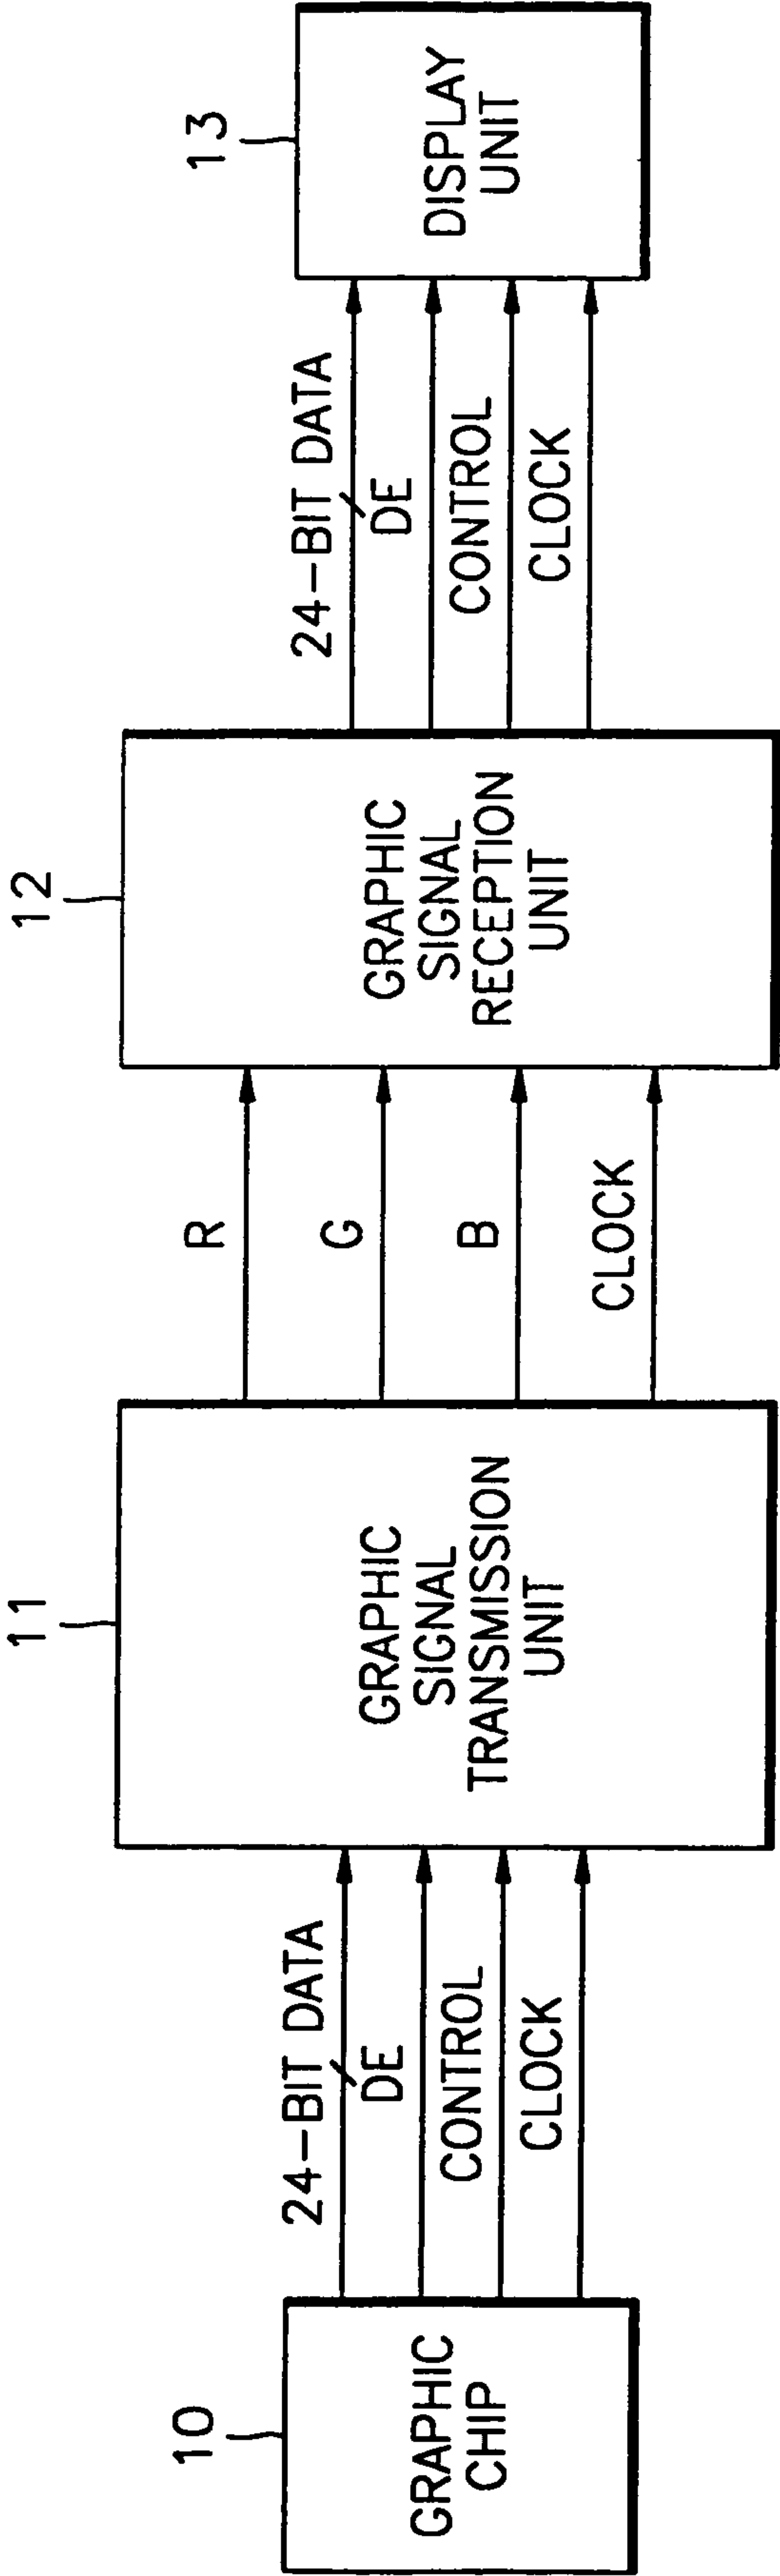 10
GRAPHIC
CHIP
24-BIT DATA
DE
CONTROL
CLOCK
11
GRAPHIC
SIGNAL
TRANSMISSION
UNIT
R
G
B
CLOCK
12
GRAPHIC
SIGNAL
RECEPTION
UNIT
24-BIT DATA
DE
CONTROL
CLOCK
13
DISPLAY
UNIT